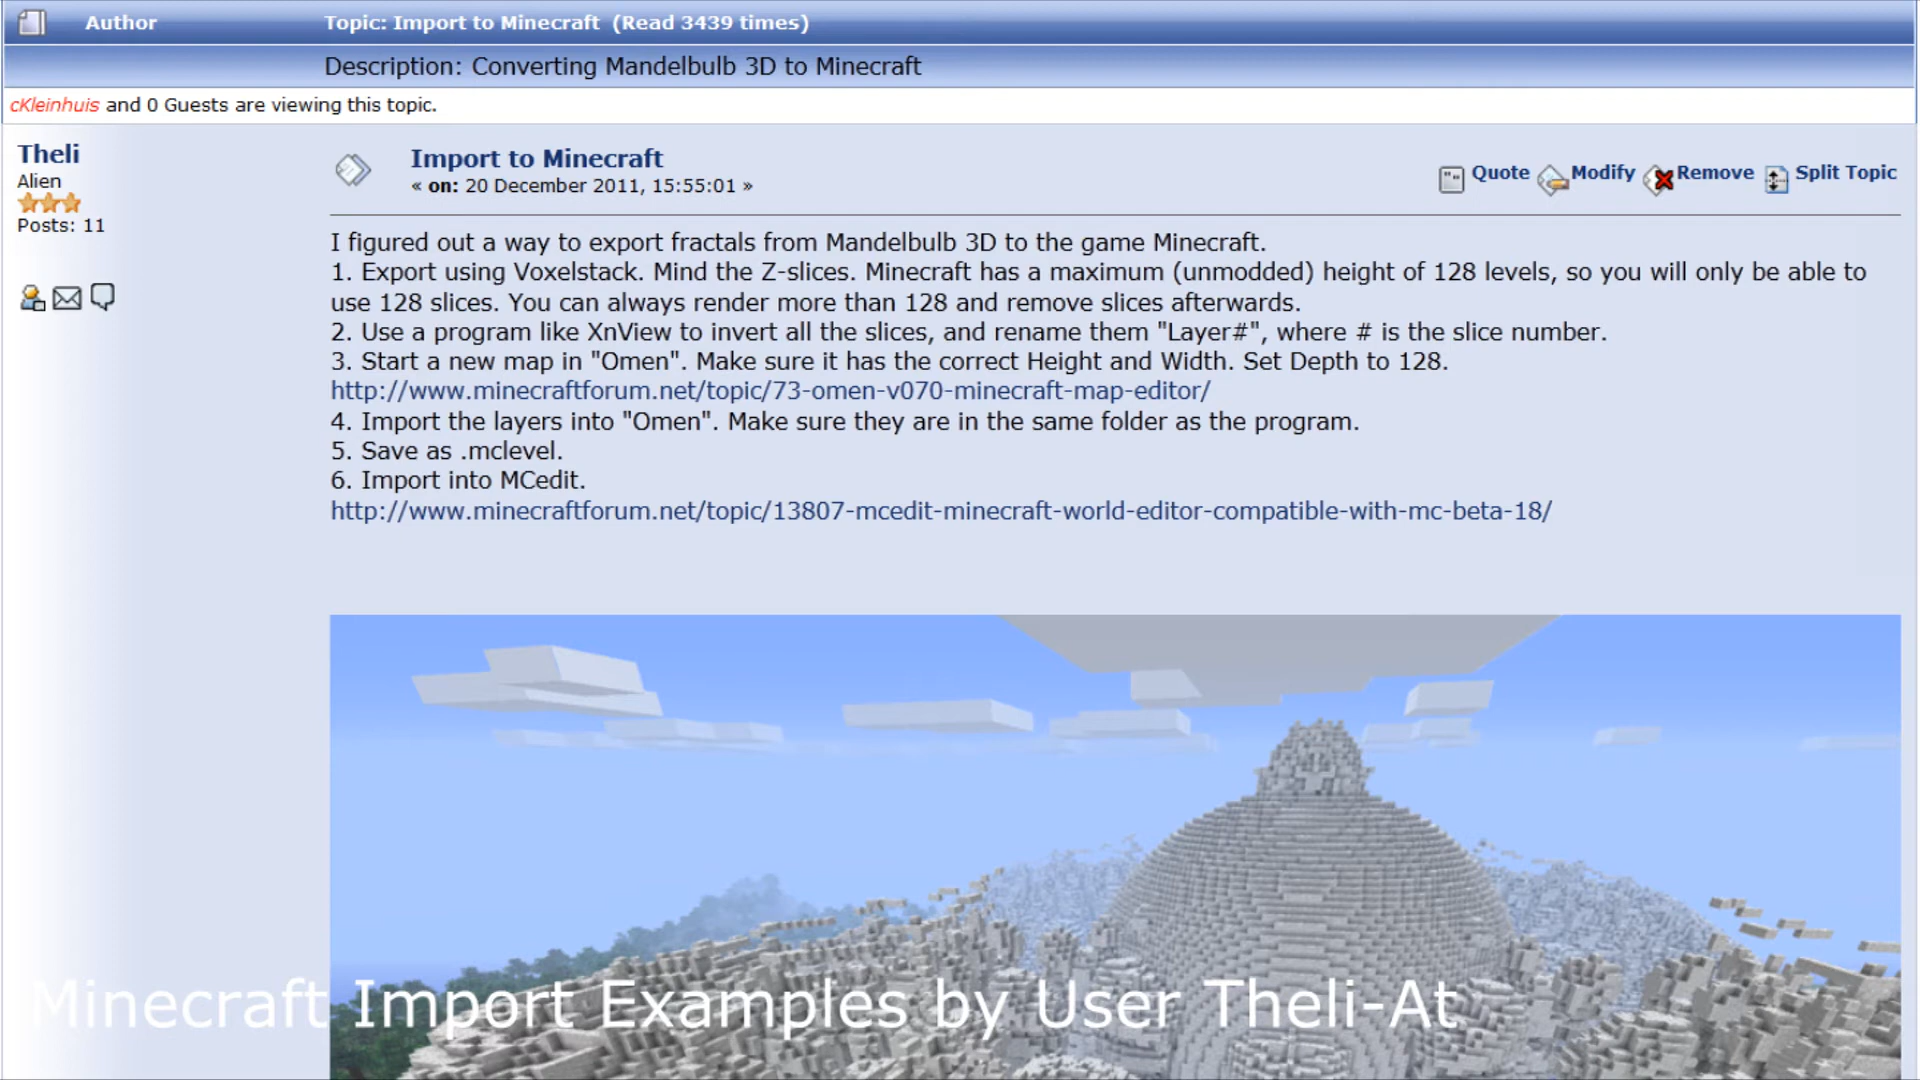 Author Topic: Import to Minecraft (Read 3439 times)
Description: Converting Mandelbulb 3D to Minecraft
cKleinhuis and 0 Guests are viewing this topic.
Theli
Alien
Posts: 11
Import to Minecraft
« on: 20 December 2011, 15:55:01 »
Quote Modify Remove Split Topic
I figured out a way to export fractals from Mandelbulb 3D to the game Minecraft.
1. Export using Voxelstack. Mind the Z-slices. Minecraft has a maximum (unmodded) height of 128 levels, so you will only be able to
use 128 slices. You can always render more than 128 and remove slices afterwards.
2. Use a program like XnView to invert all the slices, and rename them "Layer#", where # is the slice number.
3. Start a new map in "Omen". Make sure it has the correct Height and Width. Set Depth to 128.
http://www.minecraftforum.net/topic/73-omen-v070-minecraft-map-editor/
4. Import the layers into "Omen". Make sure they are in the same folder as the program.
5. Save as .mclevel.
6. Import into MCedit.
http://www.minecraftforum.net/topic/13807-mcedit-minecraft-world-editor-compatible-with-mc-beta-18/
Minecraft Import Examples by User Theli-At